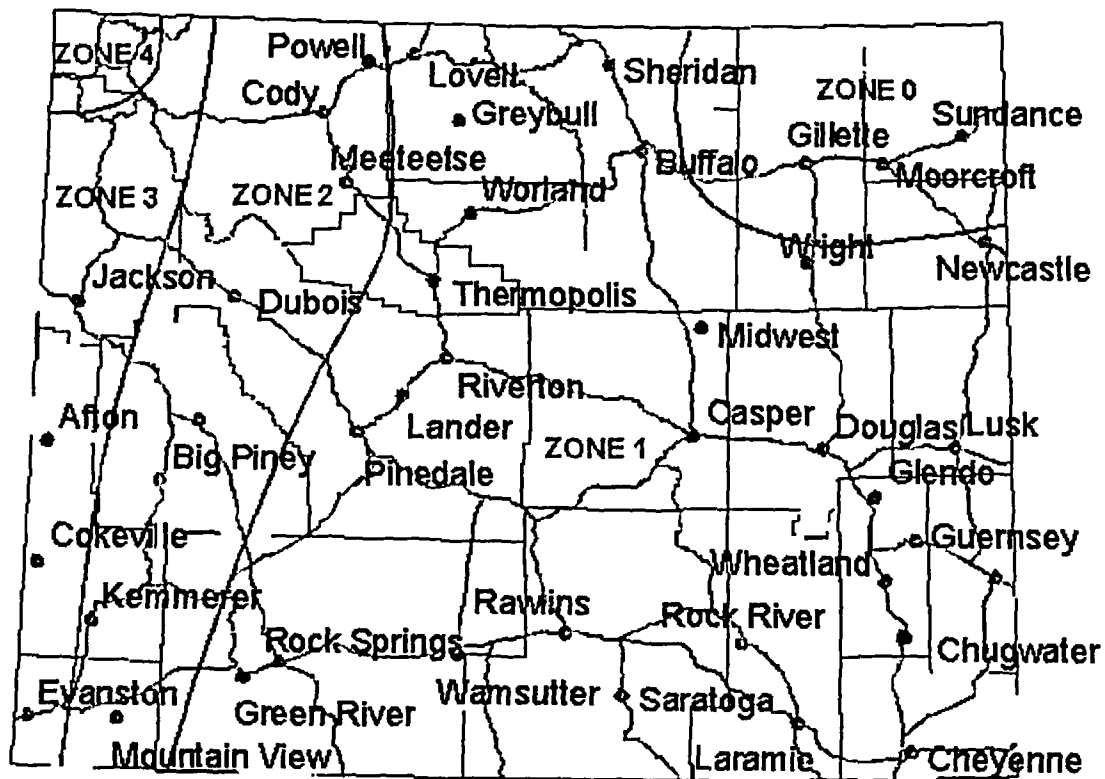 ZONE 4
Powell
Lovell
Sheridan
Cody
Greybull
ZONE 0
Sundance
Gillette
Meeteetse
Buffalo
Moorcroft
ZONE 3
ZONE 2
Worland
Wright
Newcastle
Jackson
Dubois
Thermopolis
Midwest
Riverton
Afton
Lander
Casper
Douglas
Lusk
Big Piney
ZONE 1
Pinedale
Glendo
Cokeville
Guernsey
Wheatland
Kemmerer
Rawlins
Rock River
Rock Springs
Chugwater
Evanston
Wamsutter
Saratoga
Green River
Mountain View
Laramie
Cheyenne